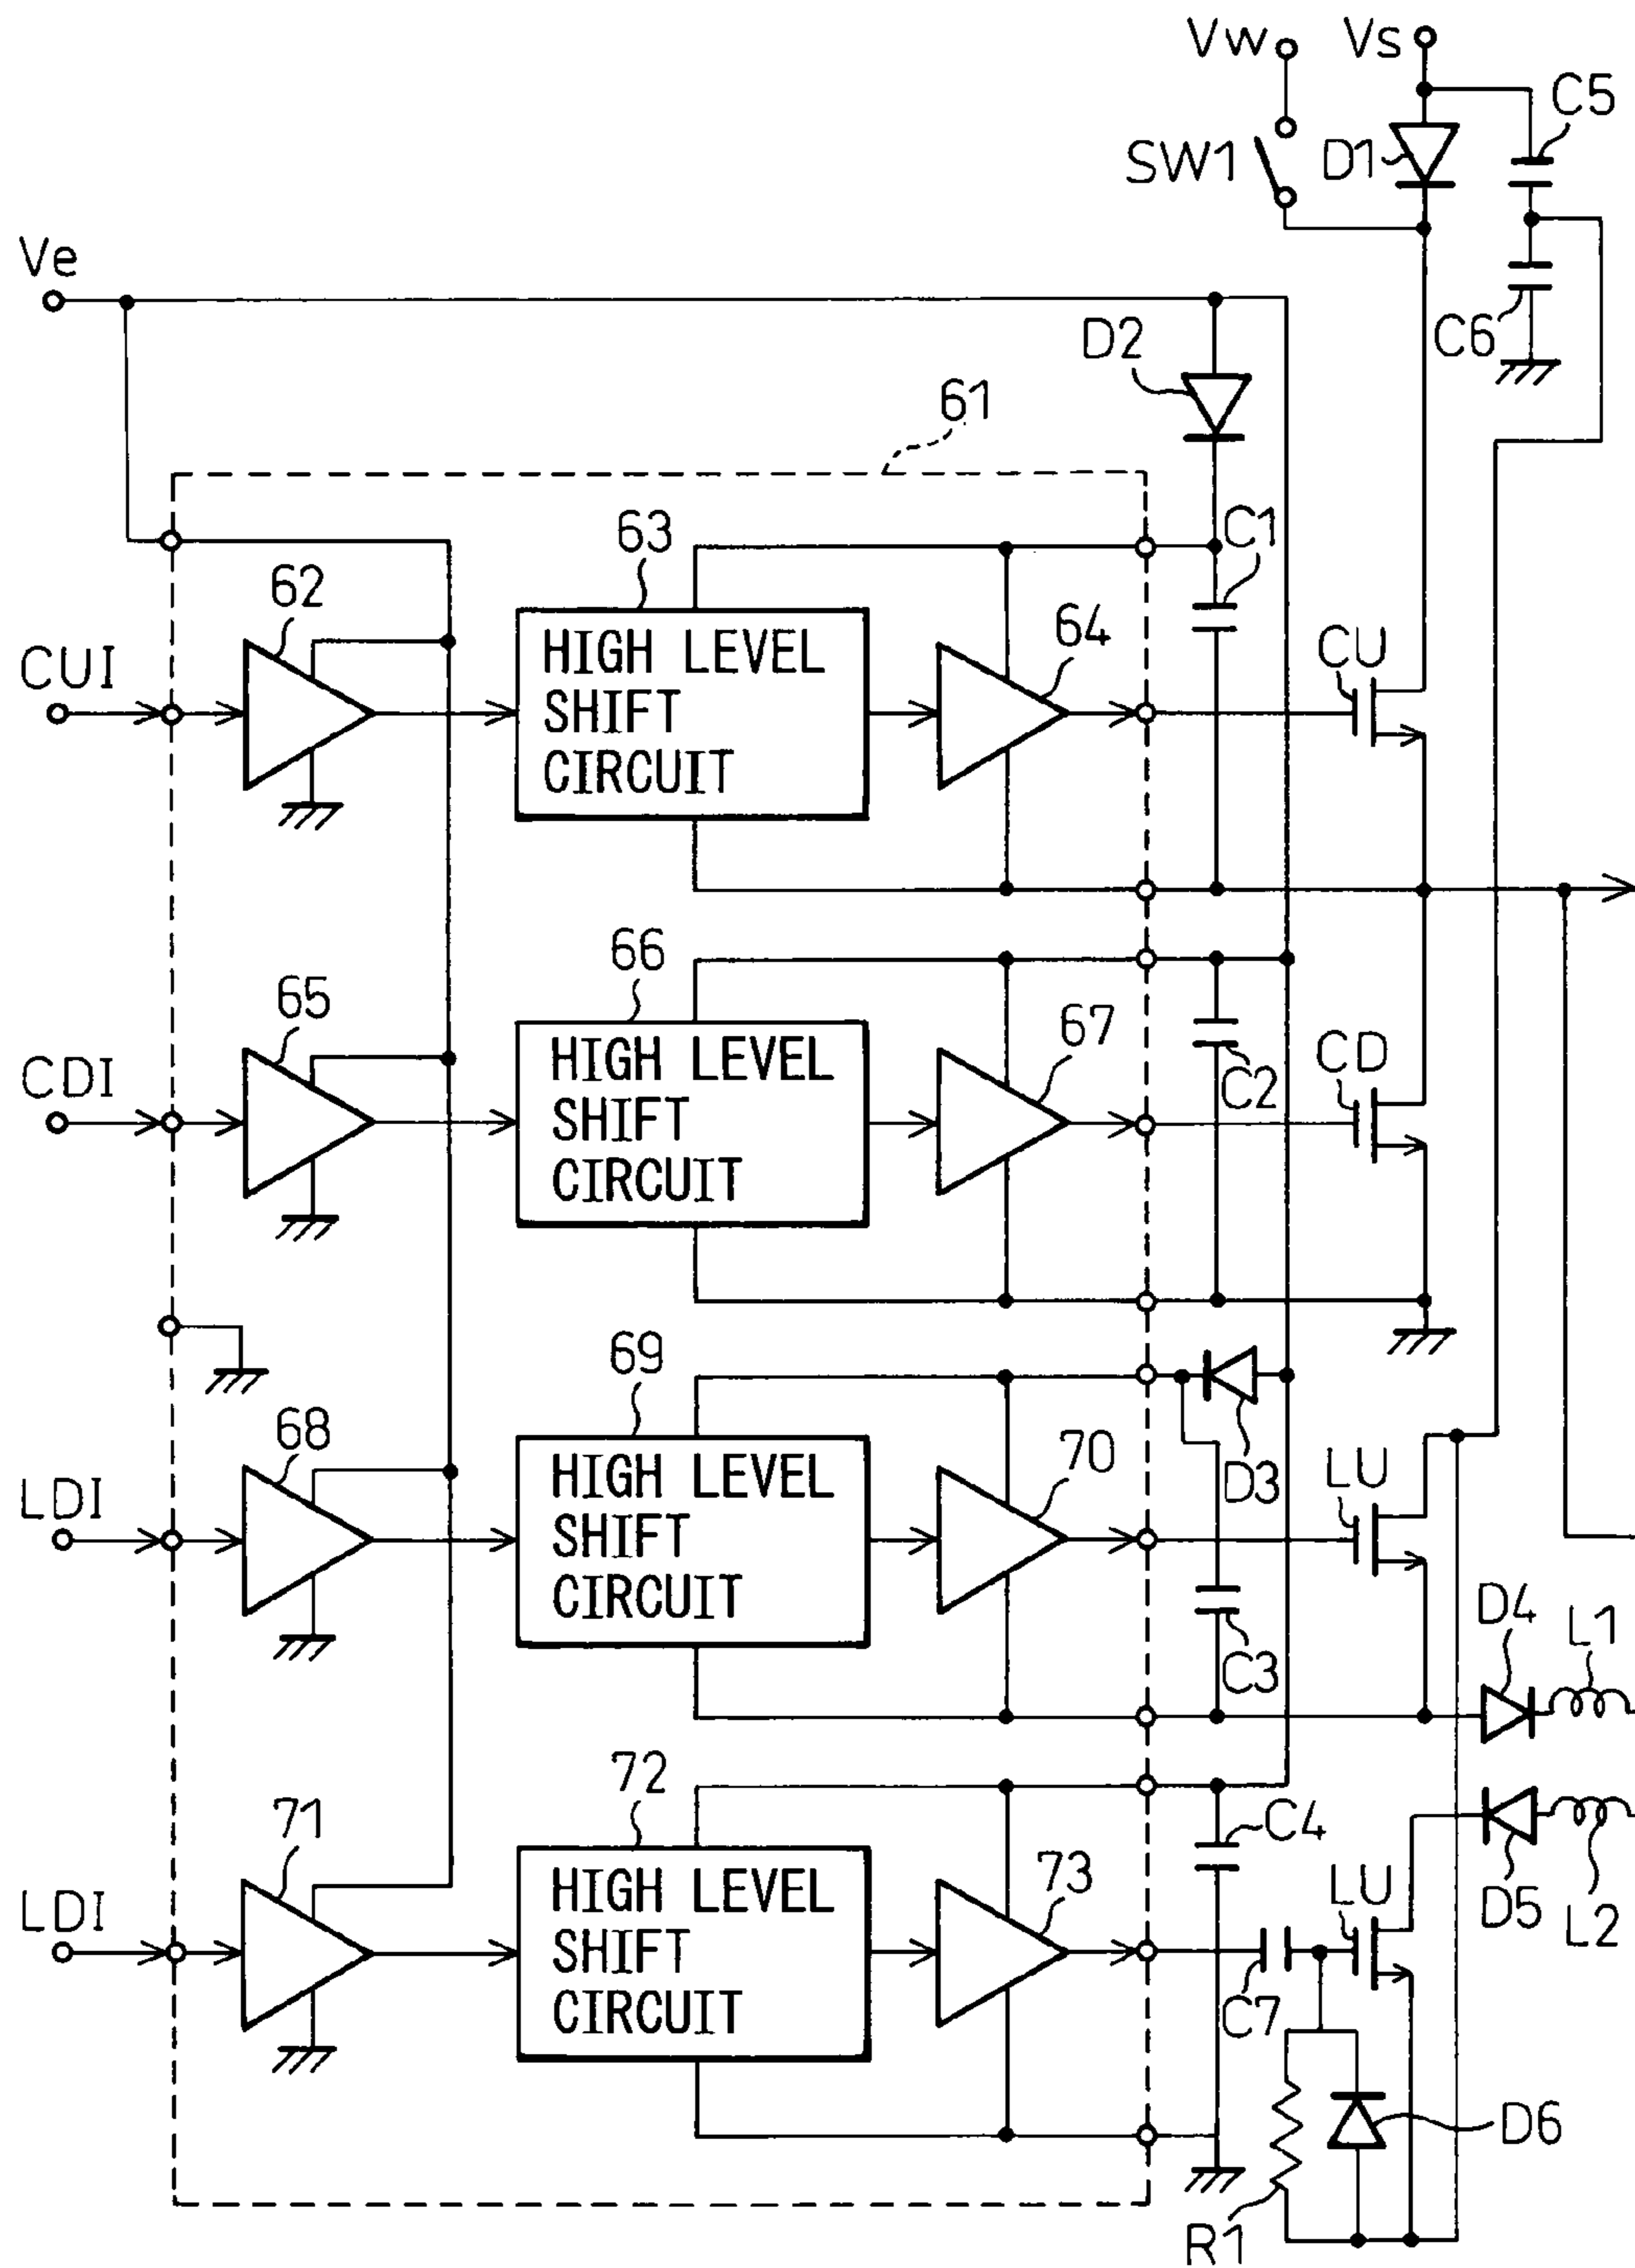 Vw
Vs
C5
SW1
D1
Ve
C6
D2
61
C1
63
62
64
CUI
HIGH LEVEL
SHIFT
CIRCUIT
CU
66
65
67
CDI
HIGH LEVEL
SHIFT
CIRCUIT
C2
CD
69
68
70
D3
LDI
HIGH LEVEL
SHIFT
CIRCUIT
LU
D4
L1
C3
72
71
C4
73
LDI
HIGH LEVEL
SHIFT
CIRCUIT
LU
D5
L2
C7
D6
R1